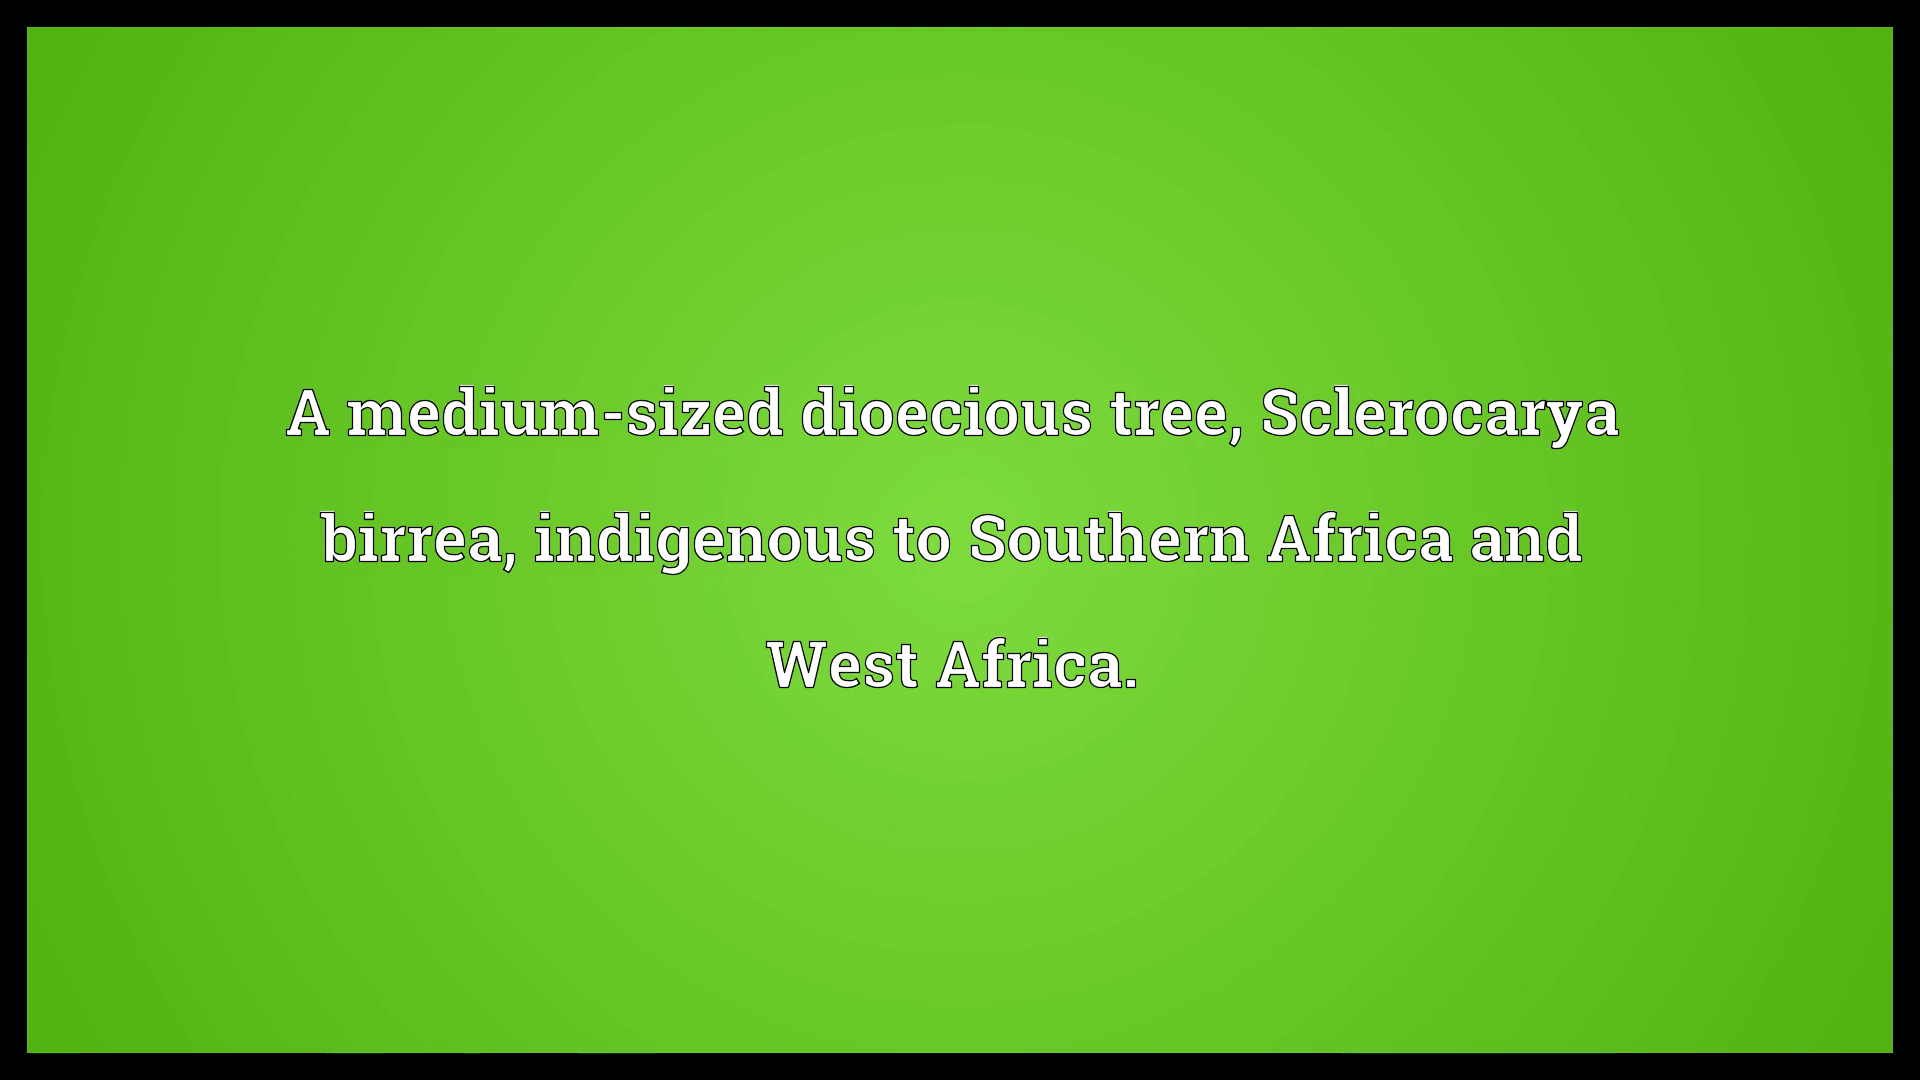 A medium-sized dioecious tree, Sclerocarya
birrea, indigenous to Southern Africa and
West Africa.